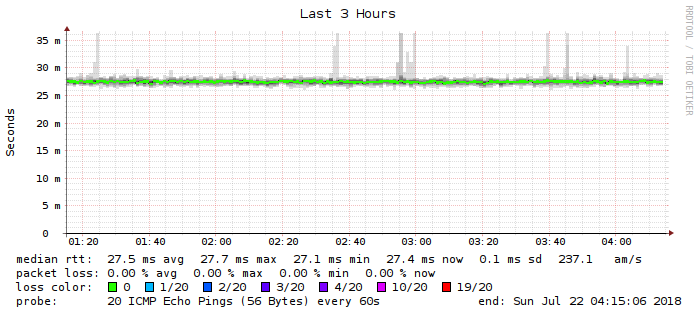 Last 3 Hours
RRDTOOL / TOBI OETIKER
Seconds
35 m
30 m
25 m
20 m
15 m
10 m
5 m
0
01:20 01:40 02:00 02:20 02:40 03:00 03:20 03:40 04:00
median rtt: 27.5 ms avg 27.7 ms max 27.1 ms min 27.4 ms now 0.1 ms sd 237.1 am/s
packet loss: 0.00 % avg 0.00 % max 0.00 % min 0.00 % now
loss color: 0 1/20 2/20 3/20 4/20 10/20 19/20
probe: 20 ICMP Echo Pings (56 Bytes) every 60s end: Sun Jul 22 04:15:06 2018